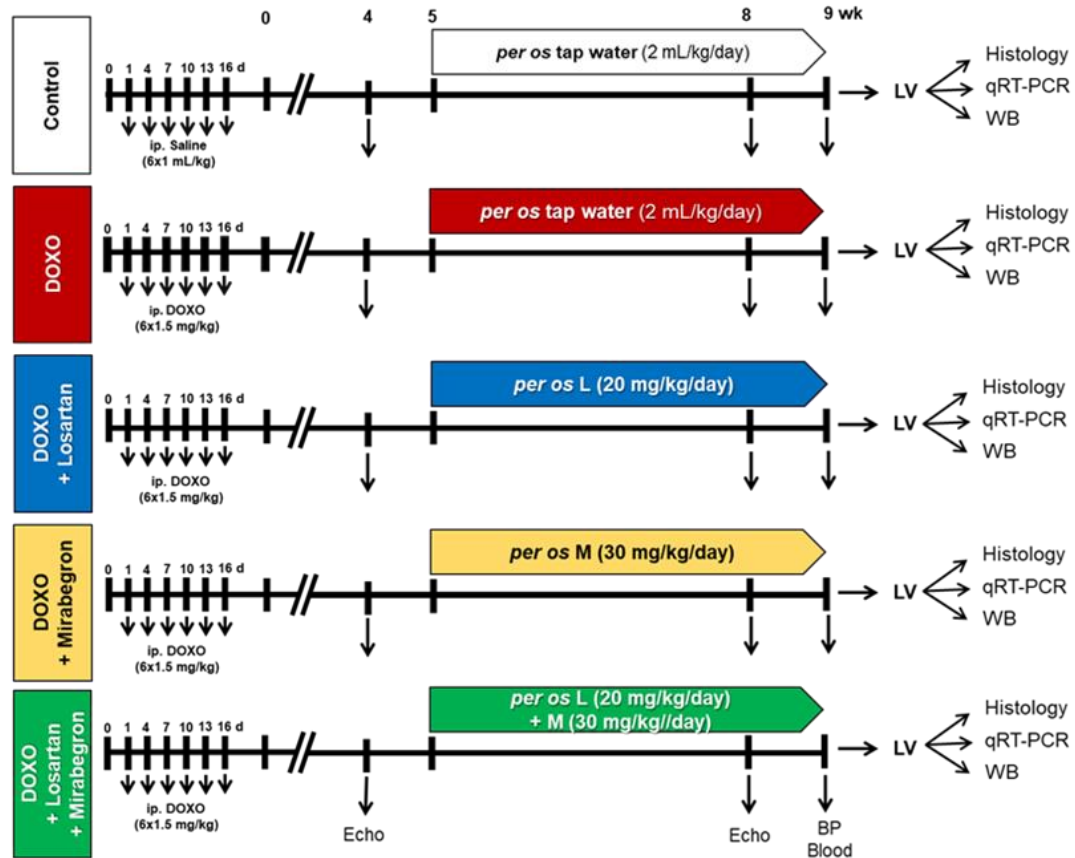 0 4 5 8 9 wk
Control
0 1 4 7 10 13 16 d
ip. Saline
(6x1 mL/kg)
per os tap water (2 mL/kg/day)
LV
Histology
qRT-PCR
WB
DOXO
0 1 4 7 10 13 16 d
ip. DOXO
(6x1.5 mg/kg)
per os tap water (2 mL/kg/day)
LV
Histology
qRT-PCR
WB
DOXO
+ Losartan
0 1 4 7 10 13 16 d
ip. DOXO
(6x1.5 mg/kg)
per os L (20 mg/kg/day)
LV
Histology
qRT-PCR
WB
DOXO
+ Mirabegron
0 1 4 7 10 13 16 d
ip. DOXO
(6x1.5 mg/kg)
per os M (30 mg/kg/day)
LV
Histology
qRT-PCR
WB
DOXO
+ Losartan
+ Mirabegron
0 1 4 7 10 13 16 d
ip. DOXO
(6x1.5 mg/kg)
per os L (20 mg/kg/day)
+ M (30 mg/kg//day)
LV
Histology
qRT-PCR
WB
Echo
Echo
BP
Blood